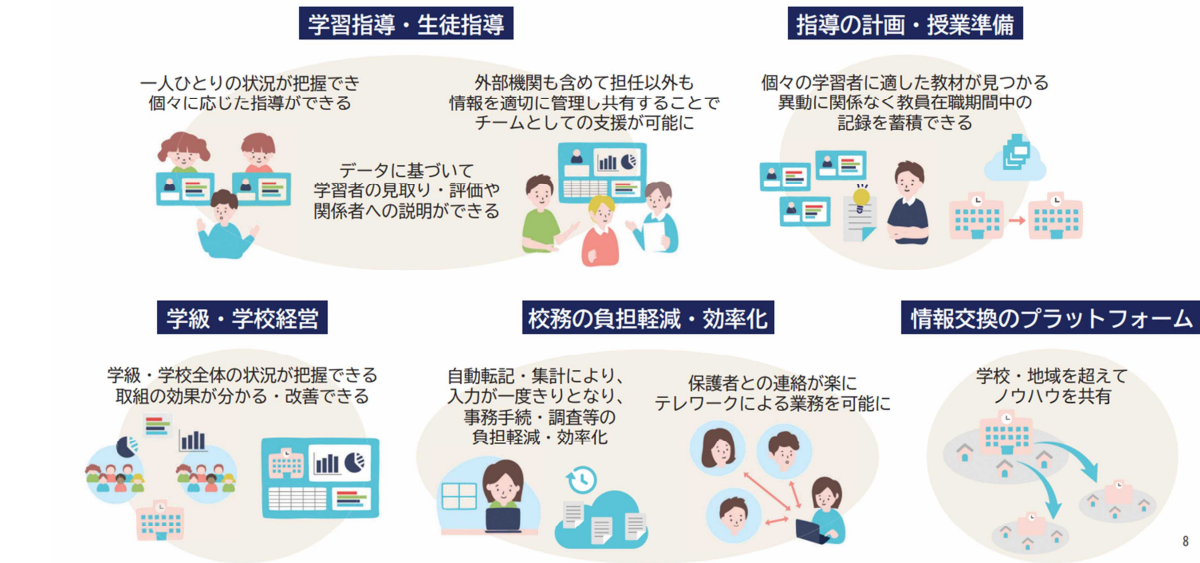 学習指導・生徒指導
一人ひとりの状況が把握でき
個々に応じた指導ができる
データに基づいて
学習者の見取り・評価や
関係者への説明ができる
外部機関も含めて担任以外も
情報を適切に管理し共有することで
チームとしての支援が可能に
指導の計画・授業準備
個々の学習者に適した教材が見つかる
異動に関係なく教員在職期間中の
記録を蓄積できる
学級・学校経営
学級・学校全体の状況が把握できる
取組の効果が分かる・改善できる
校務の負担軽減・効率化
自動転記・集計により、
入力が一度きりとなり、
事務手続・調査等の
負担軽減・効率化
保護者との連絡が楽に
テレワークによる業務を可能に
情報交換のプラットフォーム
学校・地域を超えて
ノウハウを共有
8